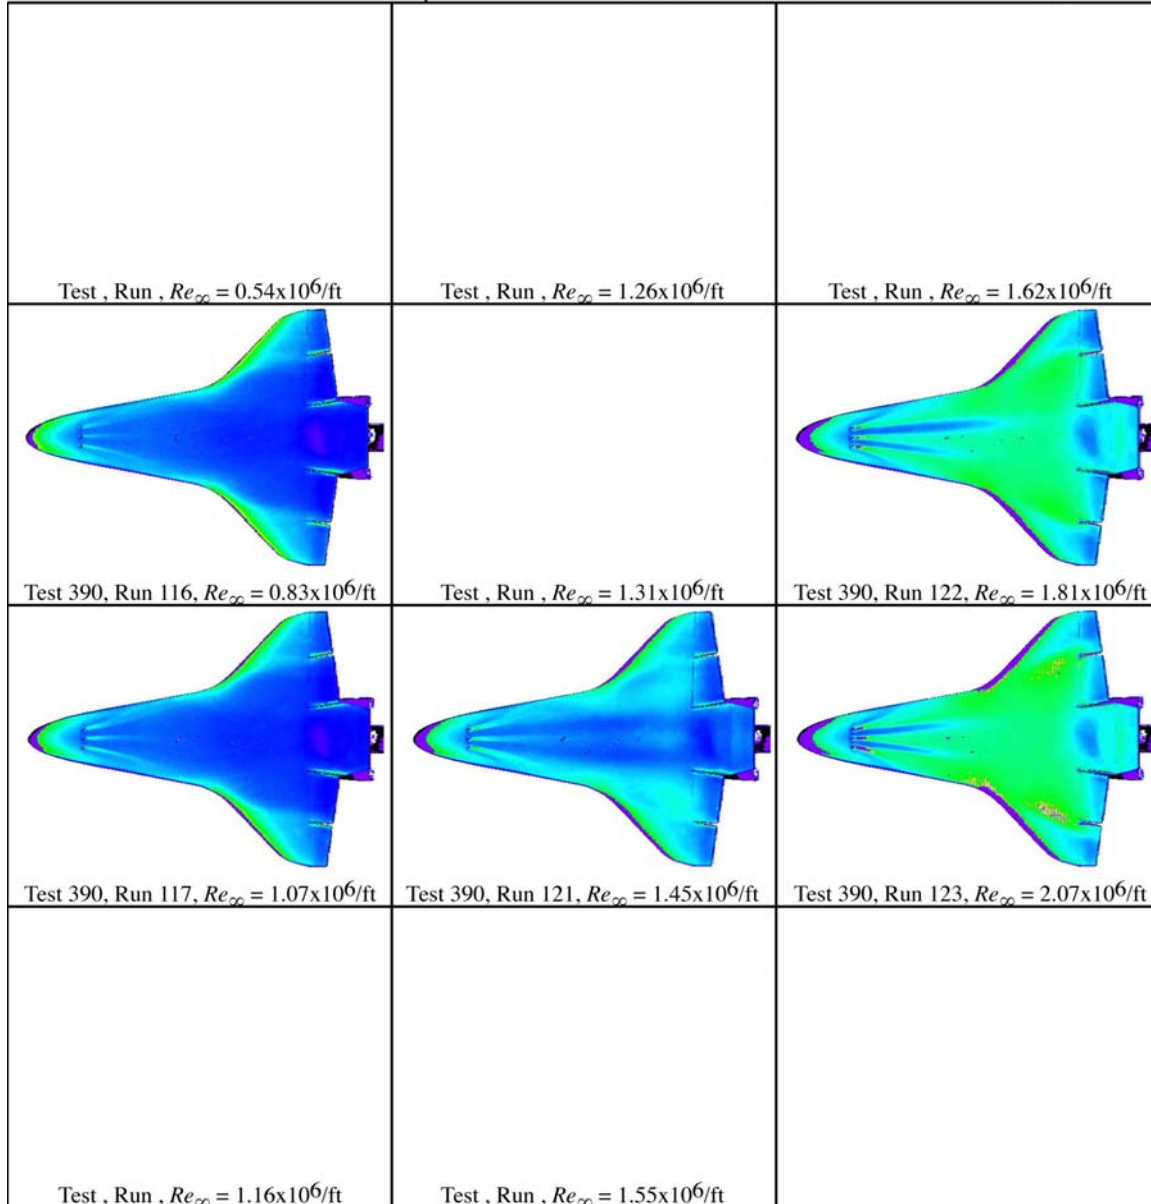 Test , Run , Re∞ = 0.54x10⁶/ft
Test , Run , Re∞ = 1.26x10⁶/ft
Test , Run , Re∞ = 1.62x10⁶/ft
Test 390, Run 116, Re∞ = 0.83x10⁶/ft
Test , Run , Re∞ = 1.31x10⁶/ft
Test 390, Run 122, Re∞ = 1.81x10⁶/ft
Test 390, Run 117, Re∞ = 1.07x10⁶/ft
Test 390, Run 121, Re∞ = 1.45x10⁶/ft
Test 390, Run 123, Re∞ = 2.07x10⁶/ft
Test , Run , Re∞ = 1.16x10⁶/ft
Test , Run , Re∞ = 1.55x10⁶/ft